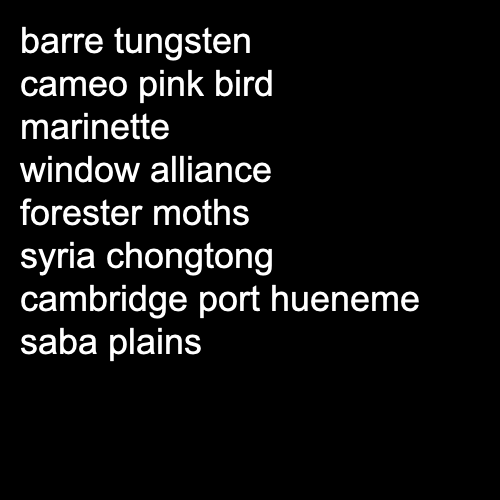 barre tungsten
cameo pink bird
marinette
window alliance
forester moths
syria chongtong
cambridge port hueneme
saba plains